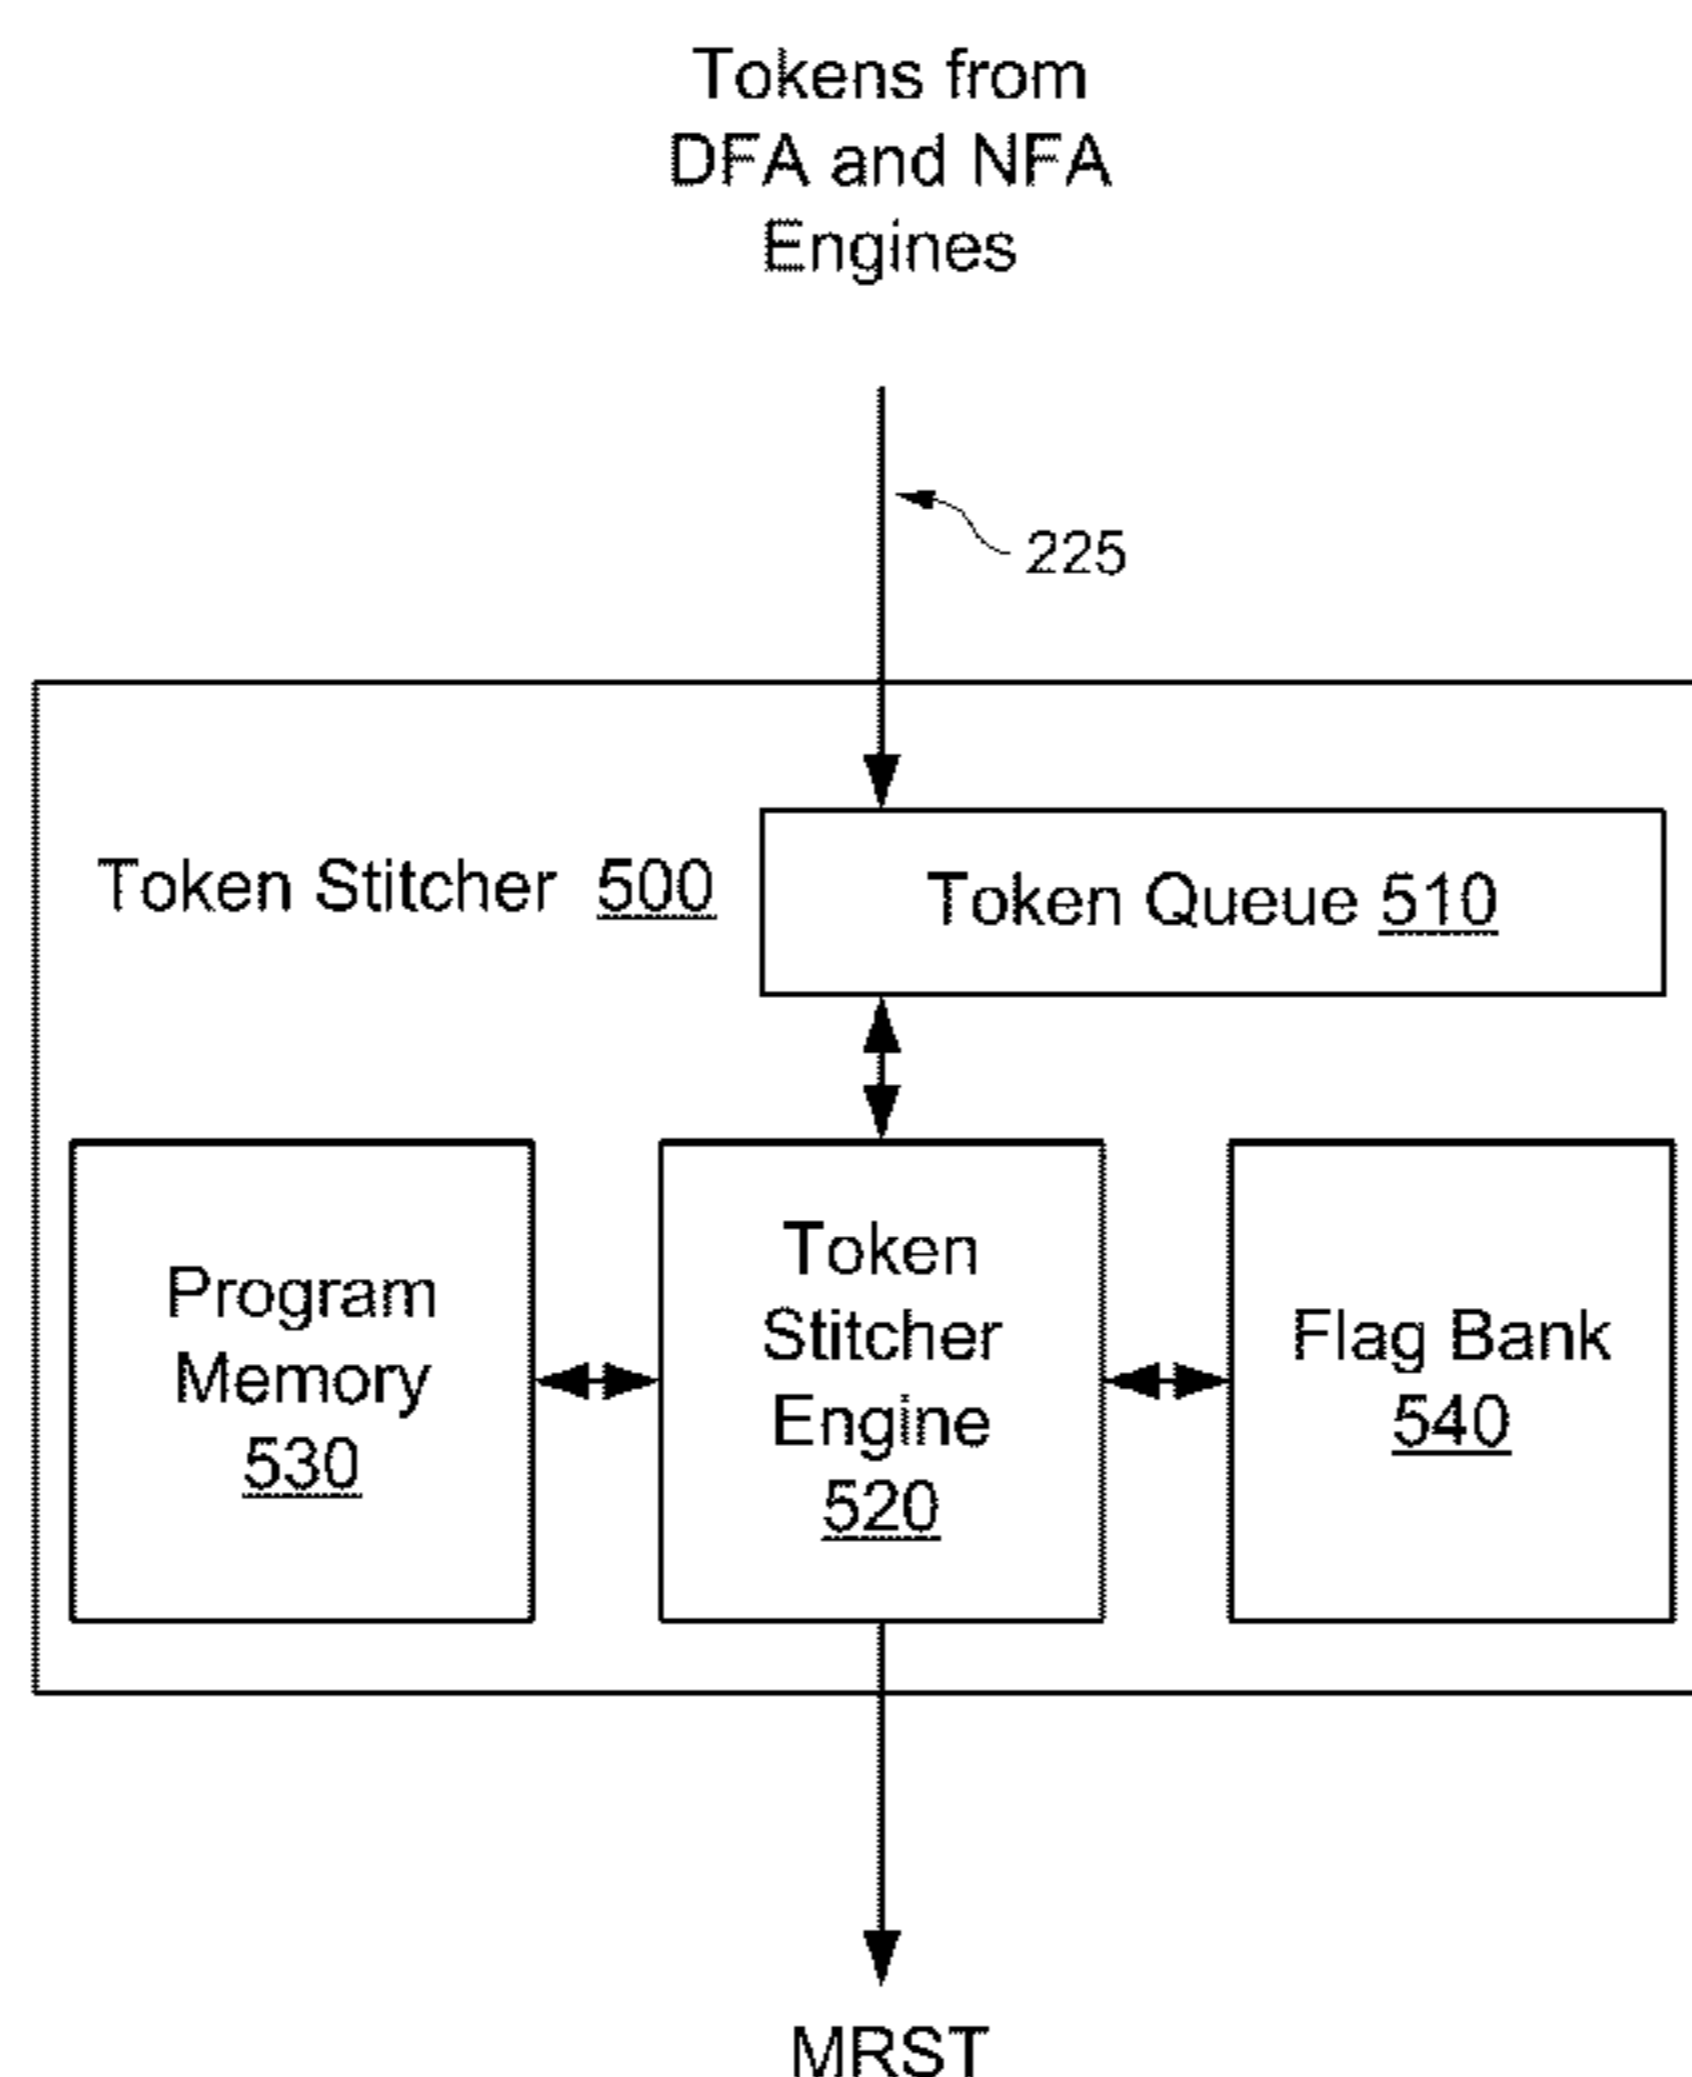 Tokens from
DFA and NFA
Engines
225
Token Stitcher 500
Token Queue 510
Program
Memory
530
Token
Stitcher
Engine
520
Flag Bank
540
MRST